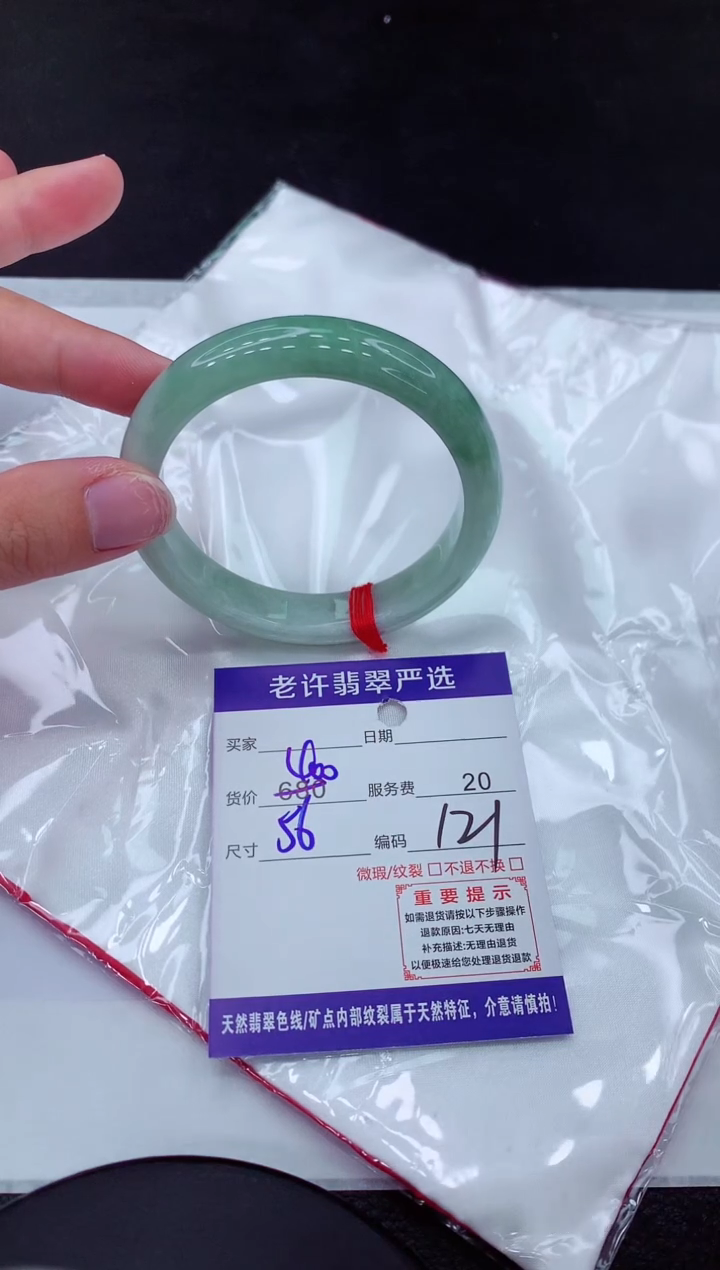 老许翡翠严选
买家 日期
400
货价 680 服务费 20
尺寸 56 编码 121
微瑕/纹裂 □不退不换 □
重要提示
如需退货请按以下步骤操作
退款原因:七天无理由
补充描述:无理由退货
以便极速给您处理退货退款
天然翡翠色线/矿点内部纹裂属于天然特征，介意请慎拍!